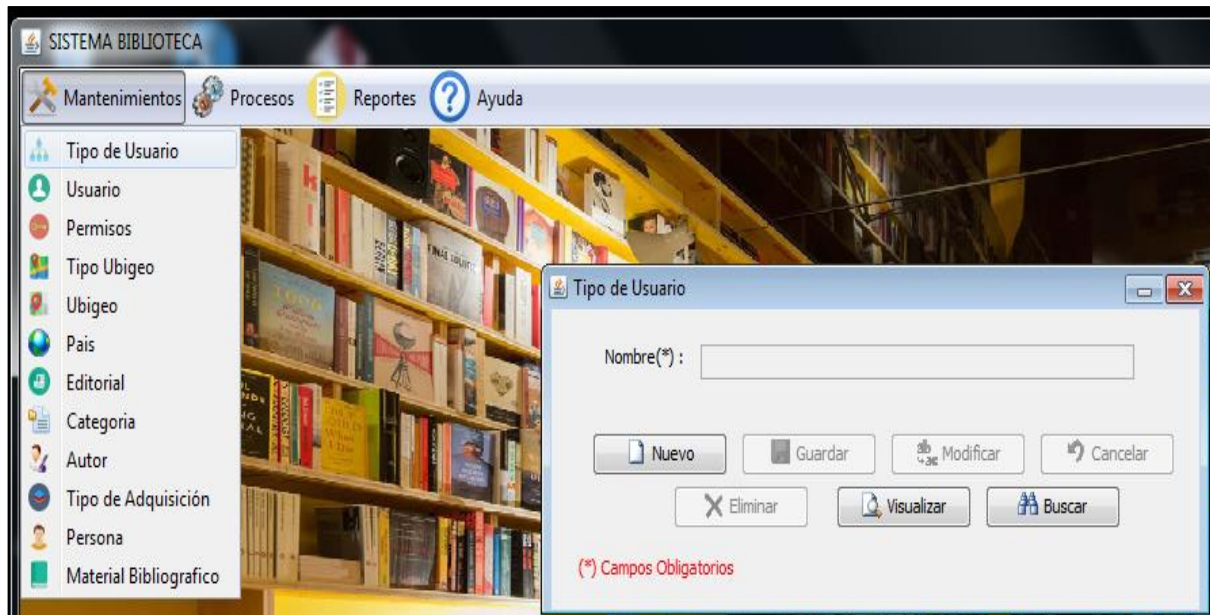 SISTEMA BIBLIOTECA
Mantenimientos Procesos Reportes Ayuda
Tipo de Usuario
Usuario
Permisos
Tipo Ubigeo
Ubigeo
Pais
Editorial
Categoria
Autor
Tipo de Adquisición
Persona
Material Bibliografico
Tipo de Usuario
Nombre(*) :
Nuevo Guardar Modificar Cancelar
Eliminar Visualizar Buscar
(*) Campos Obligatorios